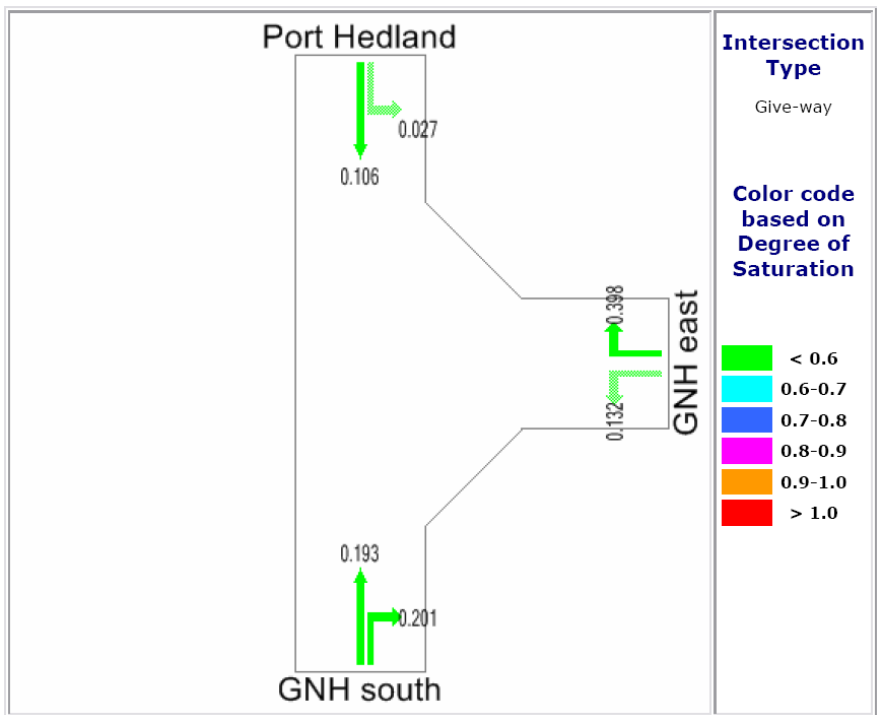 Port Hedland
0.027
0.106
0.398
GNH east
0.132
0.193
0.201
GNH south
Intersection
Type
Give-way
Color code
based on
Degree of
Saturation
< 0.6
0.6-0.7
0.7-0.8
0.8-0.9
0.9-1.0
> 1.0